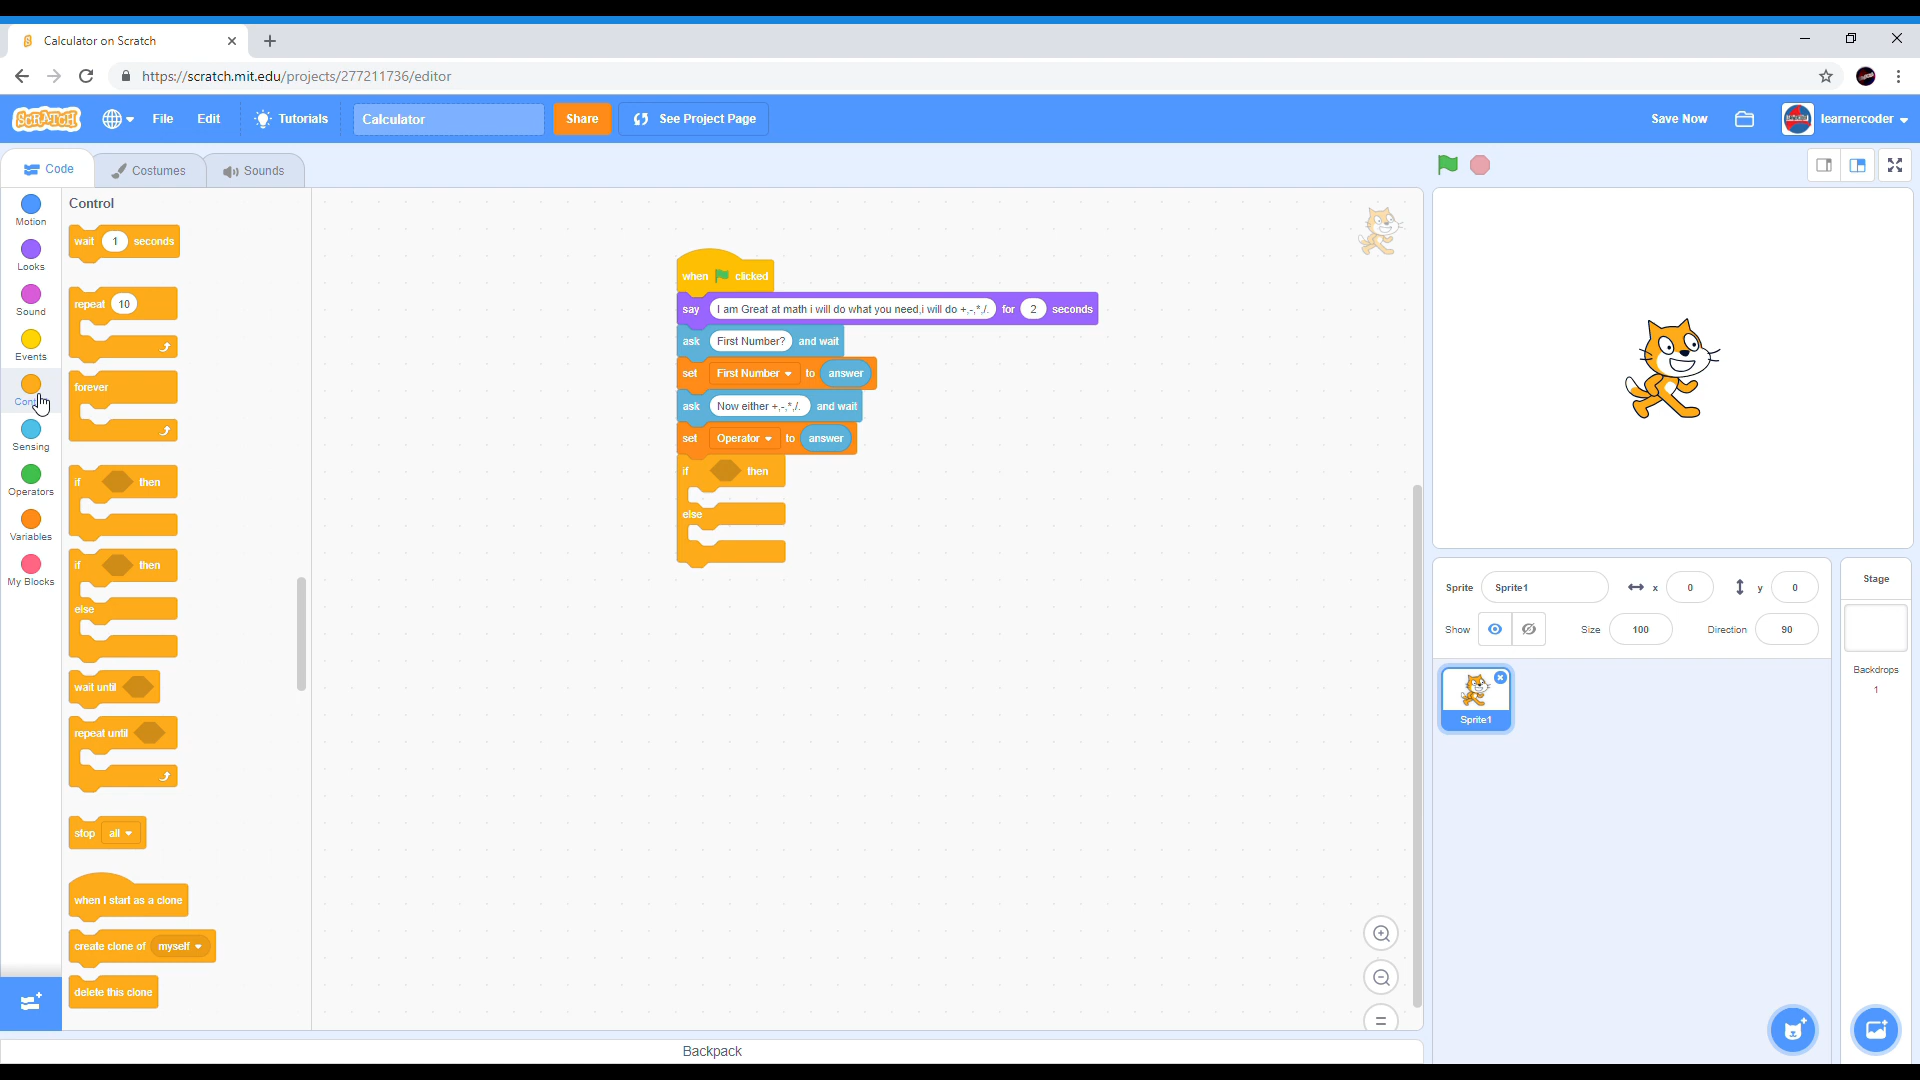 Calculator on Scratch
https://scratch.mit.edu/projects/277211736/editor
SCRATCH File Edit Tutorials Calculator Share See Project Page Save Now learnercoder
Code Costumes Sounds
Motion
Looks
Sound
Events
Control
Sensing
Operators
Variables
My Blocks
Control
wait 1 seconds
repeat 10
forever
if then
if then
else
wait until
repeat until
stop all
when I start as a clone
create clone of myself
delete this clone
when clicked
say I am Great at math i will do what you need,i will do +,-,*,/. for 2 seconds
ask First Number? and wait
set First Number to answer
ask Now either +,-,*,/. and wait
set Operator to answer
if then
else
Sprite Sprite1 x 0 y 0
Show Size 100 Direction 90
Sprite1
Stage
Backdrops
1
Backpack